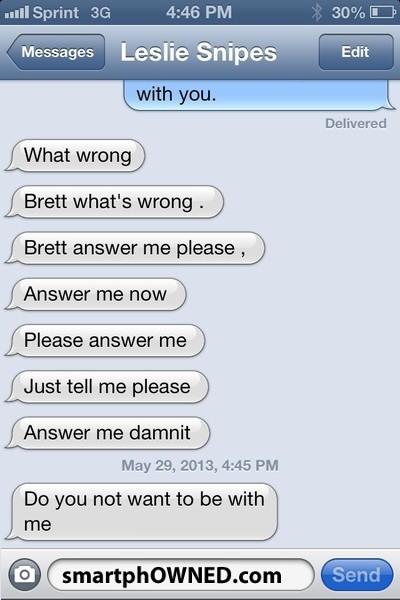 Sprint 3G 4:46 PM 30%
Messages Leslie Snipes Edit
with you.
Delivered
What wrong
Brett what's wrong .
Brett answer me please ,
Answer me now
Please answer me
Just tell me please
Answer me damnit
May 29, 2013, 4:45 PM
Do you not want to be with
me
smartphOWNED.com Send